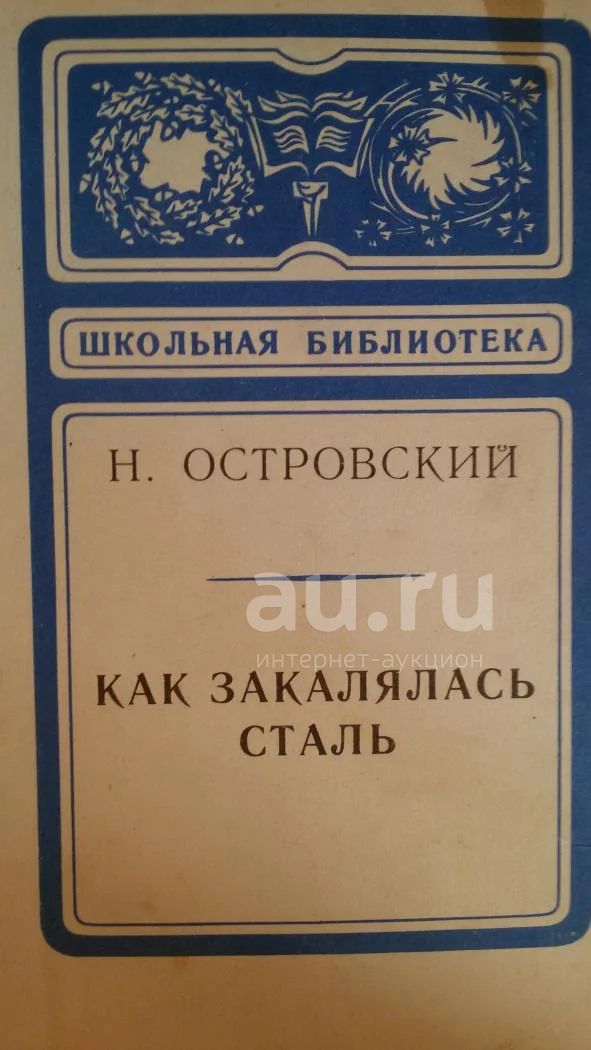 ШКОЛЬНАЯ БИБЛИОТЕКА
Н. ОСТРОВСКИЙ
au.ru
интернет-аукцион
КАК ЗАКАЛЯЛАСЬ
СТАЛЬ